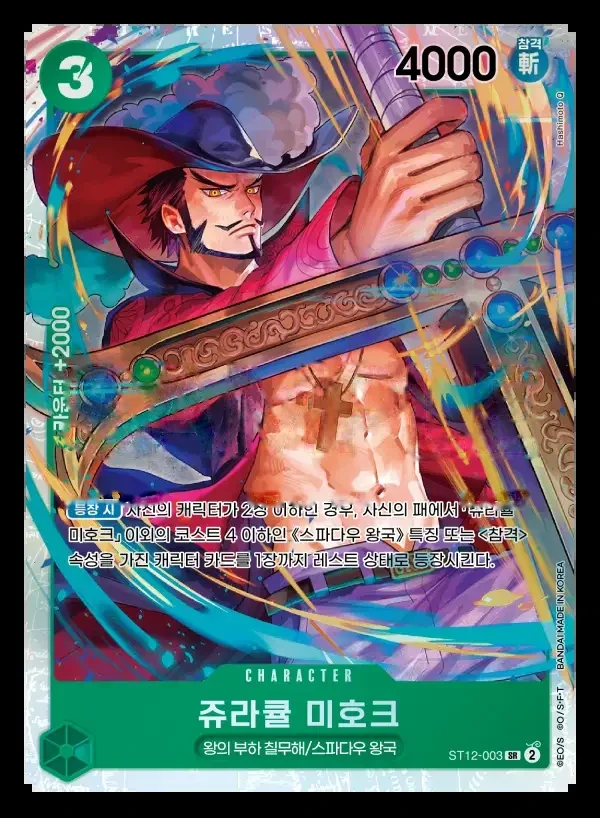 3
4000
참격
斬
Hashimoto Q
카운터 +2000
등장 시 자신의 캐릭터가 2장 이하인 경우, 자신의 패에서 「쥬라큘
미호크」 이외의 코스트 4 이하인 《스파다우 왕국》 특징 또는 <참격>
속성을 가진 캐릭터 카드를 1장까지 레스트 상태로 등장시킨다.
BANDAI MADE IN KOREA
©E.O/S ©O/S·F·T
CHARACTER
쥬라큘 미호크
왕의 부하 칠무해/스파다우 왕국
ST12-003 SR 2